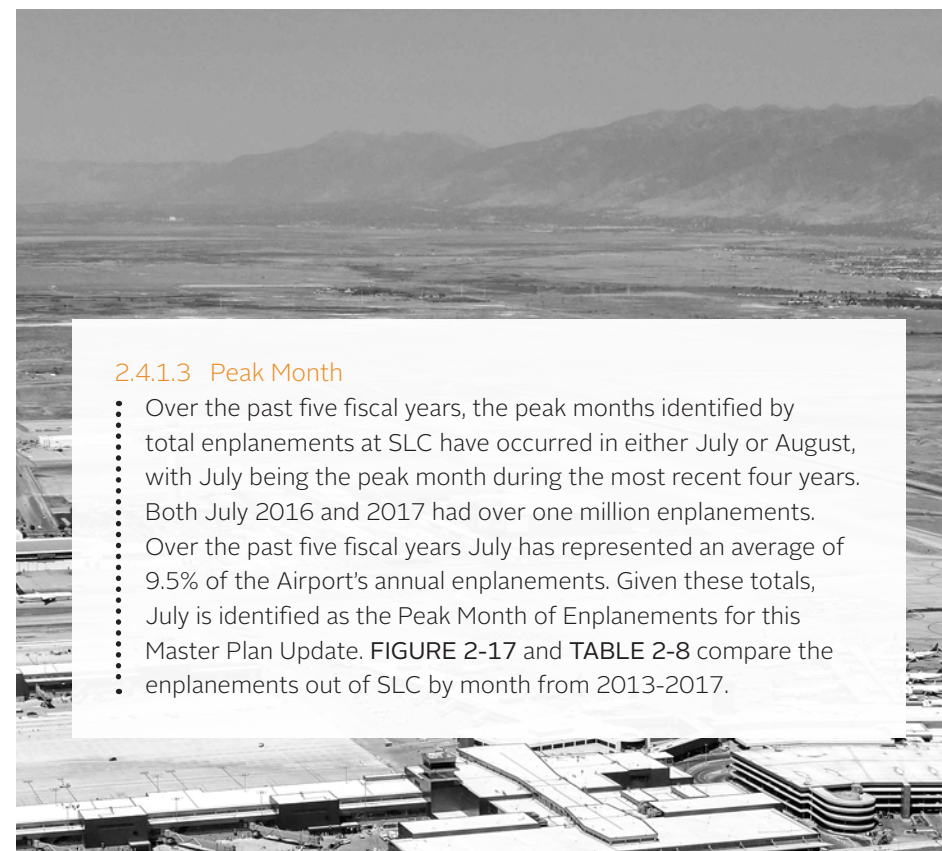 2.4.1.3 Peak Month
Over the past five fiscal years, the peak months identified by
total enplanements at SLC have occurred in either July or August,
with July being the peak month during the most recent four years.
Both July 2016 and 2017 had over one million enplanements.
Over the past five fiscal years July has represented an average of
9.5% of the Airport’s annual enplanements. Given these totals,
July is identified as the Peak Month of Enplanements for this
Master Plan Update. FIGURE 2-17 and TABLE 2-8 compare the
enplanements out of SLC by month from 2013-2017.